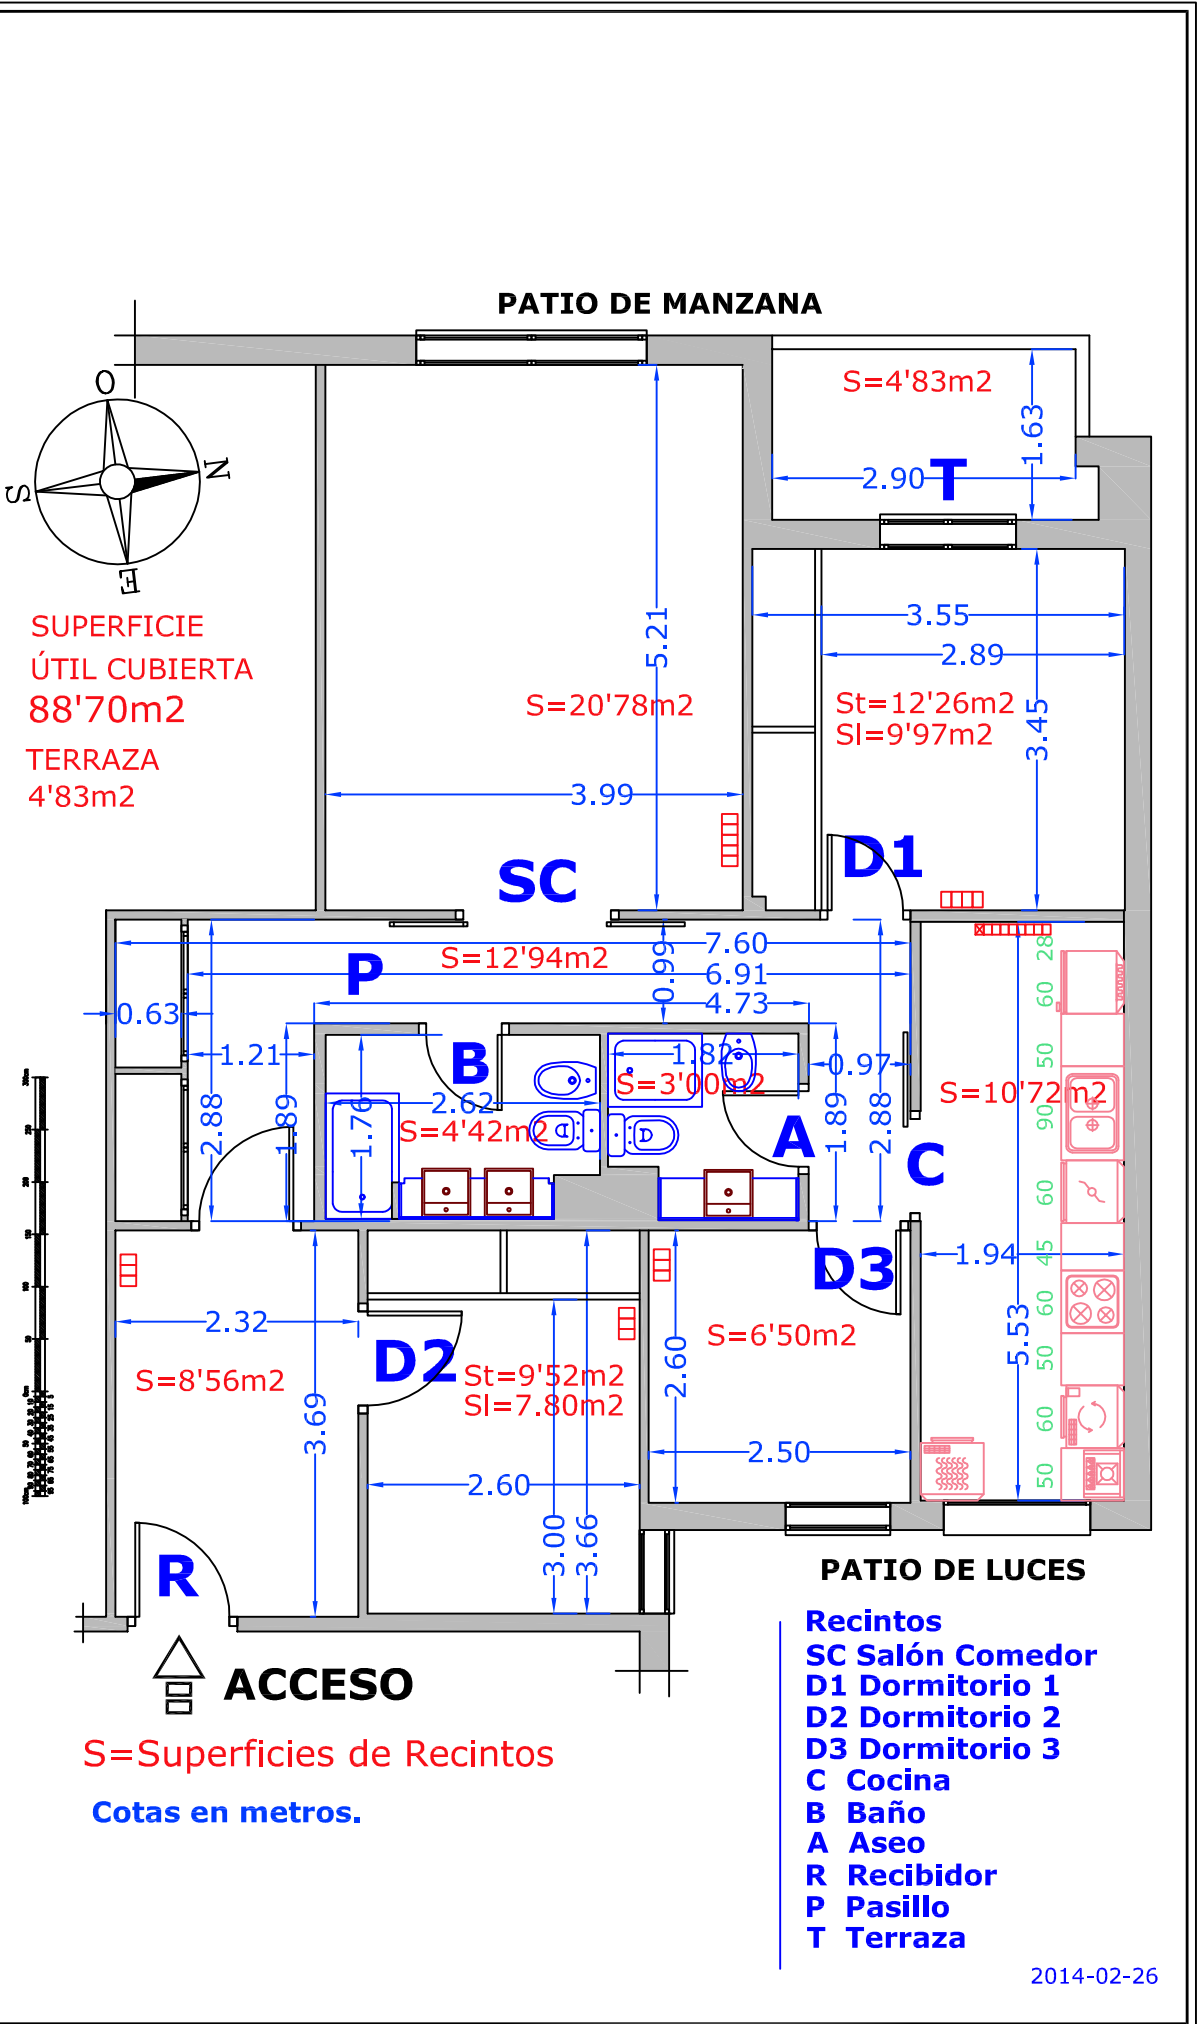 PATIO DE MANZANA
O
N
S
E
S=4'83m2
1.63
2.90
T
SUPERFICIE
ÚTIL CUBIERTA
88'70m2
TERRAZA
4'83m2
5.21
S=20'78m2
3.99
SC
3.55
2.89
St=12'26m2
Sl=9'97m2
3.45
D1
P
S=12'94m2
0.99
7.60
6.91
4.73
0.63
1.21
2.88
1.89
B
1.76
2.62
S=4'42m2
1.82
S=3'00m2
A
0.97
1.89
2.88
C
S=10'72m2
28
60
50
90
60
45
60
50
60
50
1.94
5.53
D3
S=6'50m2
2.60
2.50
2.32
S=8'56m2
3.69
D2
St=9'52m2
Sl=7.80m2
2.60
3.00
3.66
R
PATIO DE LUCES
ACCESO
S=Superficies de Recintos
Cotas en metros.
Recintos
SC Salón Comedor
D1 Dormitorio 1
D2 Dormitorio 2
D3 Dormitorio 3
C Cocina
B Baño
A Aseo
R Recibidor
P Pasillo
T Terraza
2014-02-26